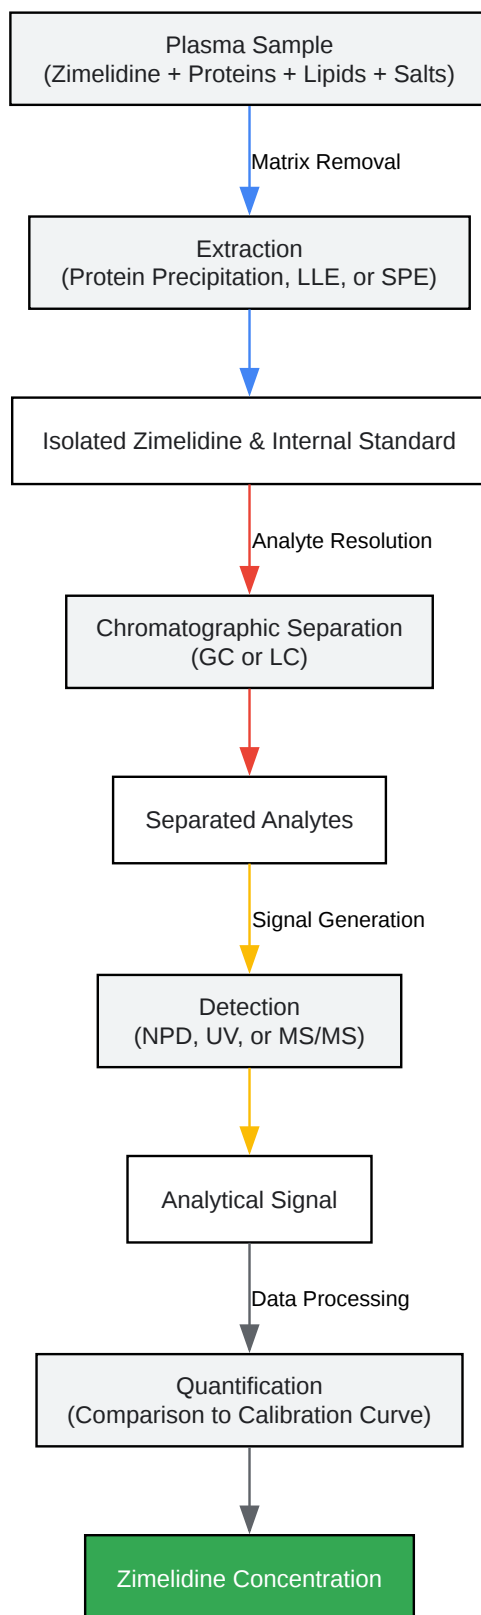 Plasma Sample
(Zimelidine + Proteins + Lipids + Salts)
Matrix Removal
Extraction
(Protein Precipitation, LLE, or SPE)
Isolated Zimelidine & Internal Standard
Analyte Resolution
Chromatographic Separation
(GC or LC)
Separated Analytes
Signal Generation
Detection
(NPD, UV, or MS/MS)
Analytical Signal
Data Processing
Quantification
(Comparison to Calibration Curve)
Zimelidine Concentration